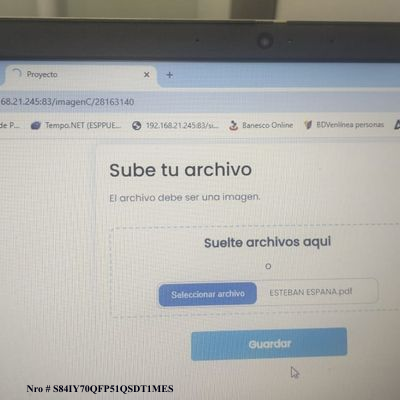 Proyecto
68.21.245:83/imagenC/28163140
de P... Tempo.NET (ESPPUE... 192.168.21.245:83/si... Banesco Online BDVenlínea personas
Sube tu archivo
El archivo debe ser una imagen.
Suelte archivos aqui
O
Seleccionar archivo ESTEBAN ESPANA.pdf
Guardar
Nro # S84IY70QFP51QSDT1MES